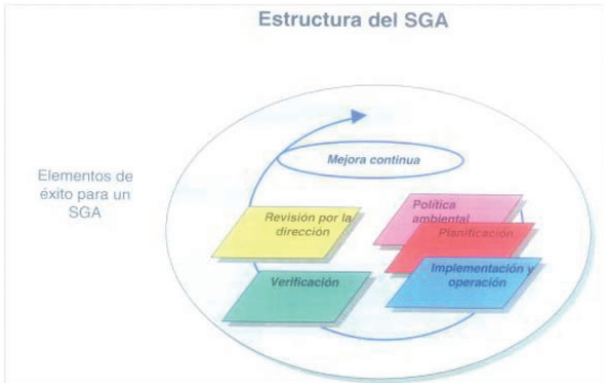 Estructura del SGA
Elementos de
éxito para un
SGA
Mejora continua
Política
ambiental
Planificación
Implementación y
operación
Verificación
Revisión por la
dirección